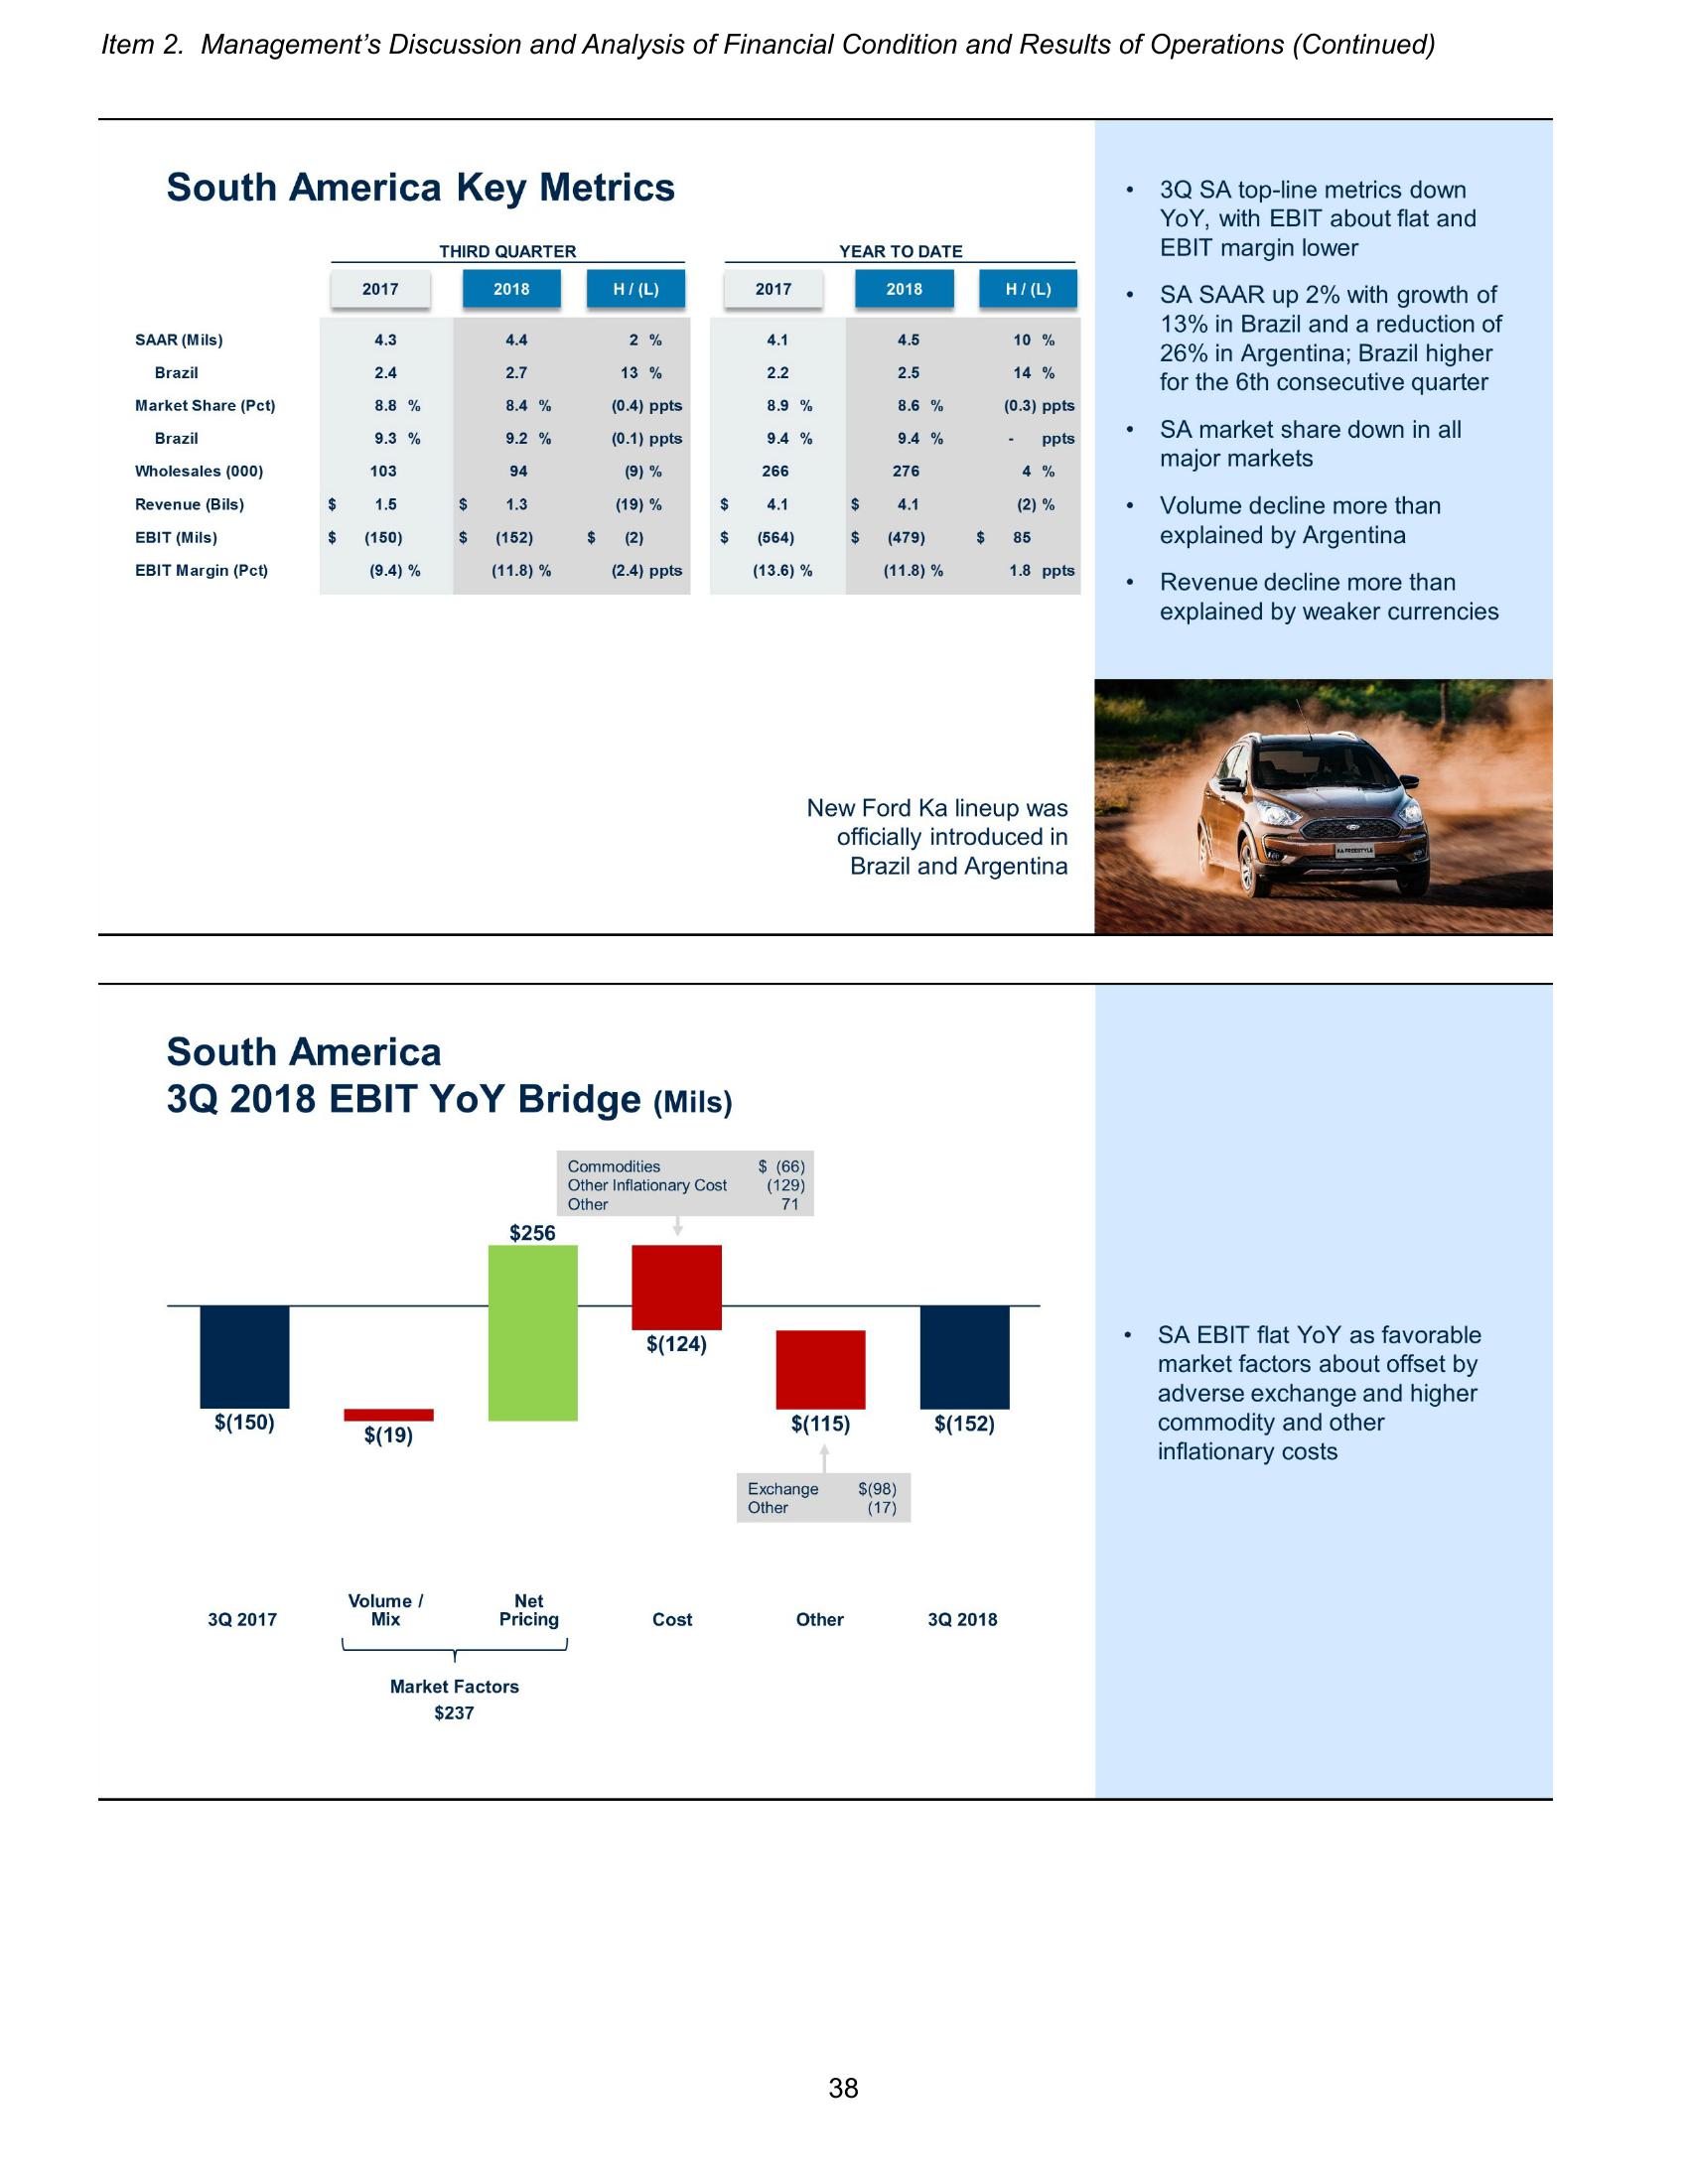 Item 2.  Management’s Discussion and Analysis of Financial Condition and Results of Operations (Continued)
South America Key Metrics
THIRD QUARTER YEAR TO DATE
2017 2018 H / (L) 2017 2018 H / (L)
SAAR (Mils) 4.3 4.4 2 % 4.1 4.5 10 %
Brazil 2.4 2.7 13 % 2.2 2.5 14 %
Market Share (Pct) 8.8 % 8.4 % (0.4) ppts 8.9 % 8.6 % (0.3) ppts
Brazil 9.3 % 9.2 % (0.1) ppts 9.4 % 9.4 % - ppts
Wholesales (000) 103 94 (9) % 266 276 4 %
Revenue (Bils) $ 1.5 $ 1.3 (19) % $ 4.1 $ 4.1 (2) %
EBIT (Mils) $ (150) $ (152) $ (2) $ (564) $ (479) $ 85
EBIT Margin (Pct) (9.4) % (11.8) % (2.4) ppts (13.6) % (11.8) % 1.8 ppts
• 3Q SA top-line metrics down
YoY, with EBIT about flat and
EBIT margin lower
• SA SAAR up 2% with growth of
13% in Brazil and a reduction of
26% in Argentina; Brazil higher
for the 6th consecutive quarter
• SA market share down in all
major markets
• Volume decline more than
explained by Argentina
• Revenue decline more than
explained by weaker currencies
New Ford Ka lineup was
officially introduced in
Brazil and Argentina
KA FREESTYLE
South America
3Q 2018 EBIT YoY Bridge (Mils)
Commodities $ (66)
Other Inflationary Cost (129)
Other 71
$256
$(124)
$(150)
$(19)
$(115)
$(152)
Exchange $(98)
Other (17)
3Q 2017
Volume /
Mix
Net
Pricing
Cost
Other
3Q 2018
Market Factors
$237
• SA EBIT flat YoY as favorable
market factors about offset by
adverse exchange and higher
commodity and other
inflationary costs
38